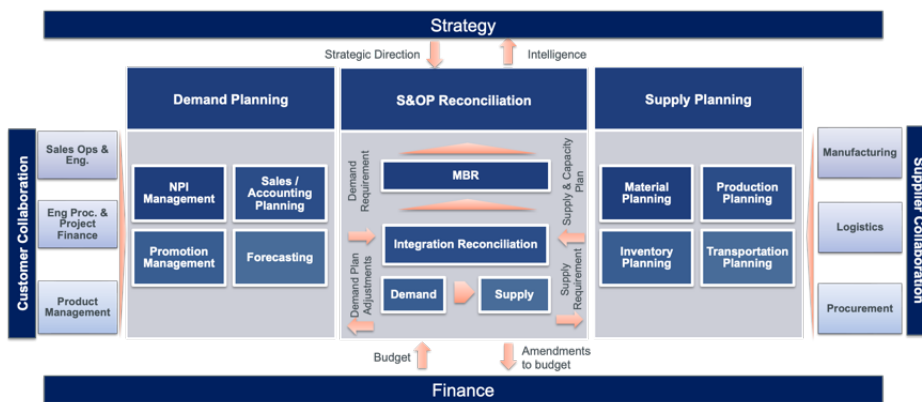 Strategy
Strategic Direction
Intelligence
Demand Planning
S&OP Reconciliation
Supply Planning
Customer Collaboration
Sales Ops &
Eng.
Eng Proc. &
Project
Finance
Product
Management
NPI
Management
Sales /
Accounting
Planning
Promotion
Management
Forecasting
Demand
Requirement
MBR
Supply & Capacity
Plan
Integration Reconciliation
Demand Plan
Adjustments
Demand
Supply
Supply
Requirement
Material
Planning
Production
Planning
Inventory
Planning
Transportation
Planning
Manufacturing
Logistics
Procurement
Supplier Collaboration
Budget
Amendments
to budget
Finance